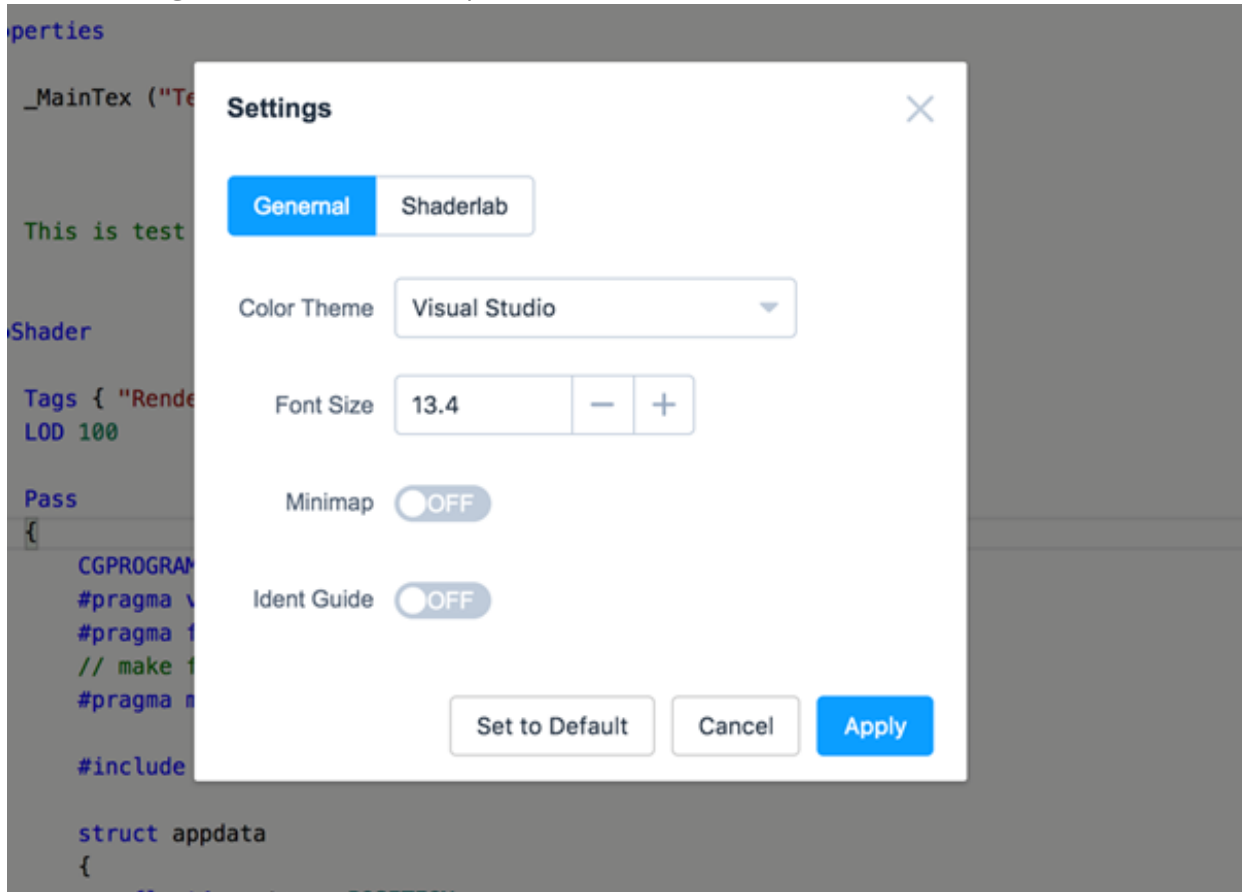 perties
_MainTex ("Te
This is test
Shader
Tags { "Rende
LOD 100
Pass
{
CGPROGRAM
#pragma v
#pragma f
// make f
#pragma m
#include
struct appdata
{
Settings
Genernal Shaderlab
Color Theme Visual Studio
Font Size 13.4 − +
Minimap OFF
Ident Guide OFF
Set to Default Cancel Apply